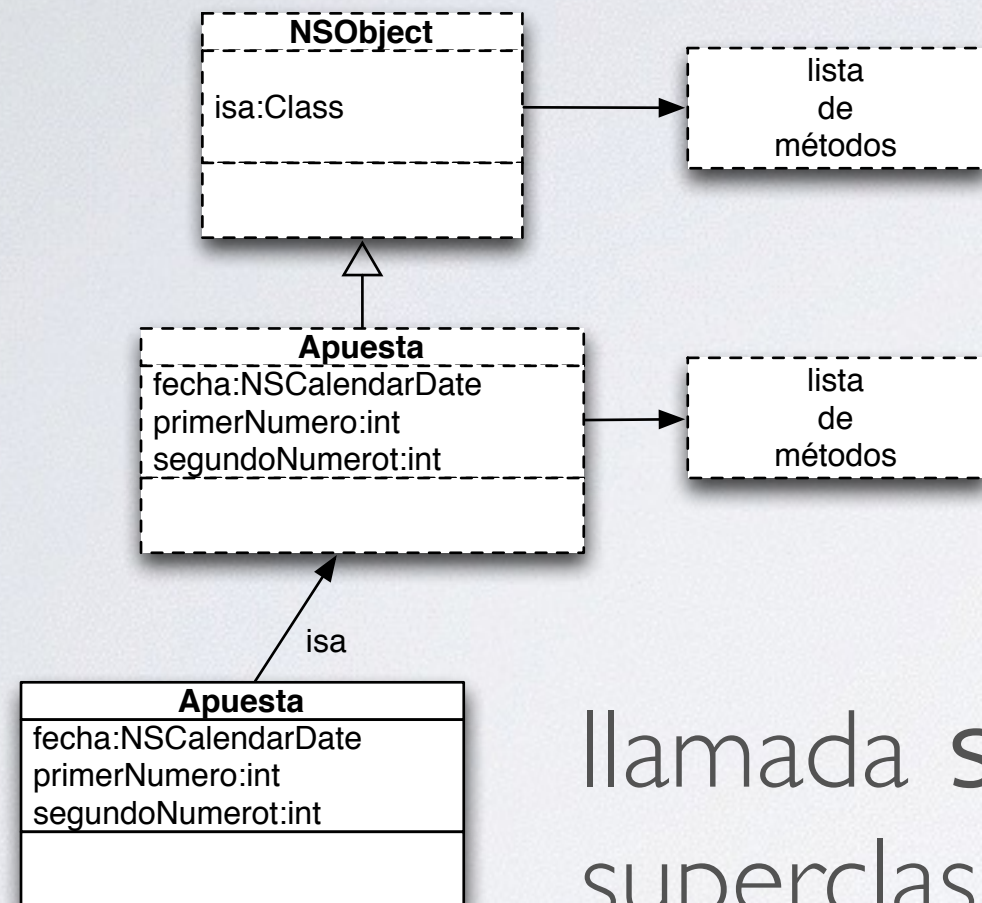 NSObject
isa:Class
lista
de
métodos
Apuesta
fecha:NSCalendarDate
primerNumero:int
segundoNumerot:int
lista
de
métodos
isa
Apuesta
fecha:NSCalendarDate
primerNumero:int
segundoNumerot:int
llamada
superclas